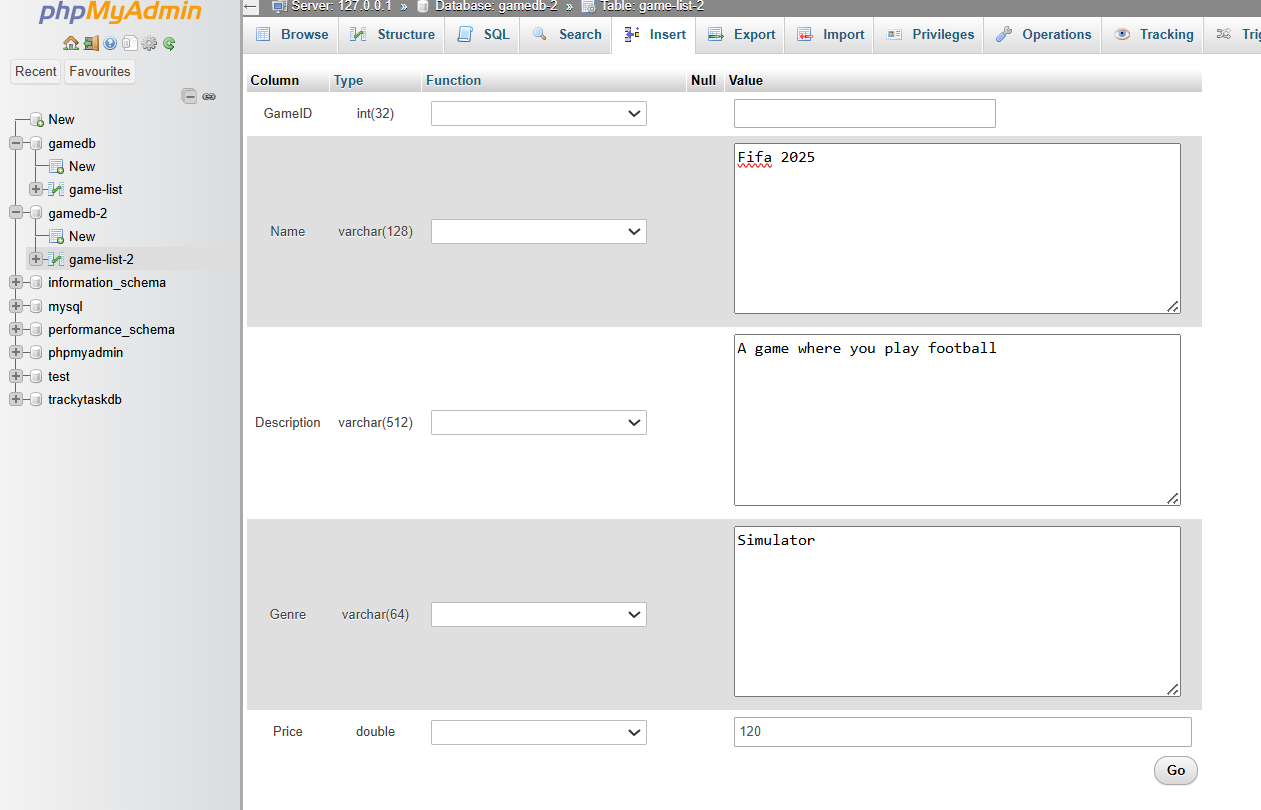 phpMyAdmin
Recent Favourites
New
gamedb
New
game-list
gamedb-2
New
game-list-2
information_schema
mysql
performance_schema
phpmyadmin
test
trackytaskdb
Server: 127.0.0.1 » Database: gamedb-2 » Table: game-list-2
Browse Structure SQL Search Insert Export Import Privileges Operations Tracking Trig
Column Type Function Null Value
GameID int(32)
Name varchar(128) Fifa 2025
Description varchar(512) A game where you play football
Genre varchar(64) Simulator
Price double 120
Go